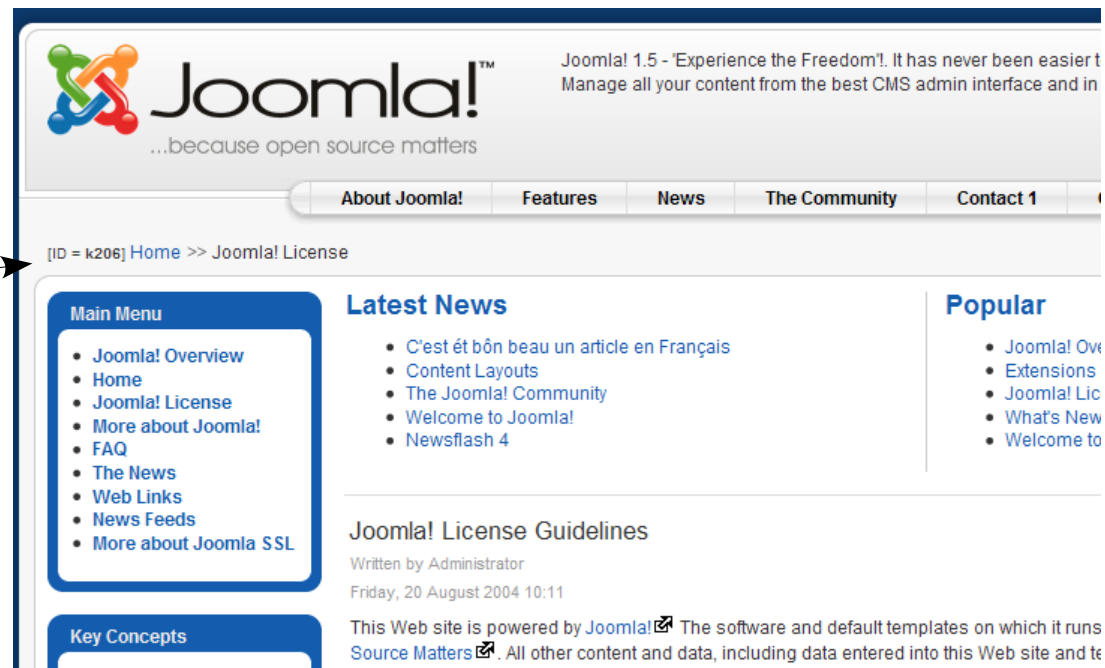 Joomla!™
...because open source matters
Joomla! 1.5 - 'Experience the Freedom'!. It has never been easier
Manage all your content from the best CMS admin interface and in
About Joomla! Features News The Community Contact 1
[ID = k206] Home >> Joomla! License
Main Menu
Joomla! Overview
Home
Joomla! License
More about Joomla!
FAQ
The News
Web Links
News Feeds
More about Joomla SSL
Key Concepts
Latest News
C'est ét bôn beau un article en Français
Content Layouts
The Joomla! Community
Welcome to Joomla!
Newsflash 4
Popular
Joomla!
Extensions
Joomla!
What's New
Welcome to
Joomla! License Guidelines
Written by Administrator
Friday, 20 August 2004 10:11
This Web site is powered by Joomla! The software and default templates on which it runs
Source Matters . All other content and data, including data entered into this Web site and